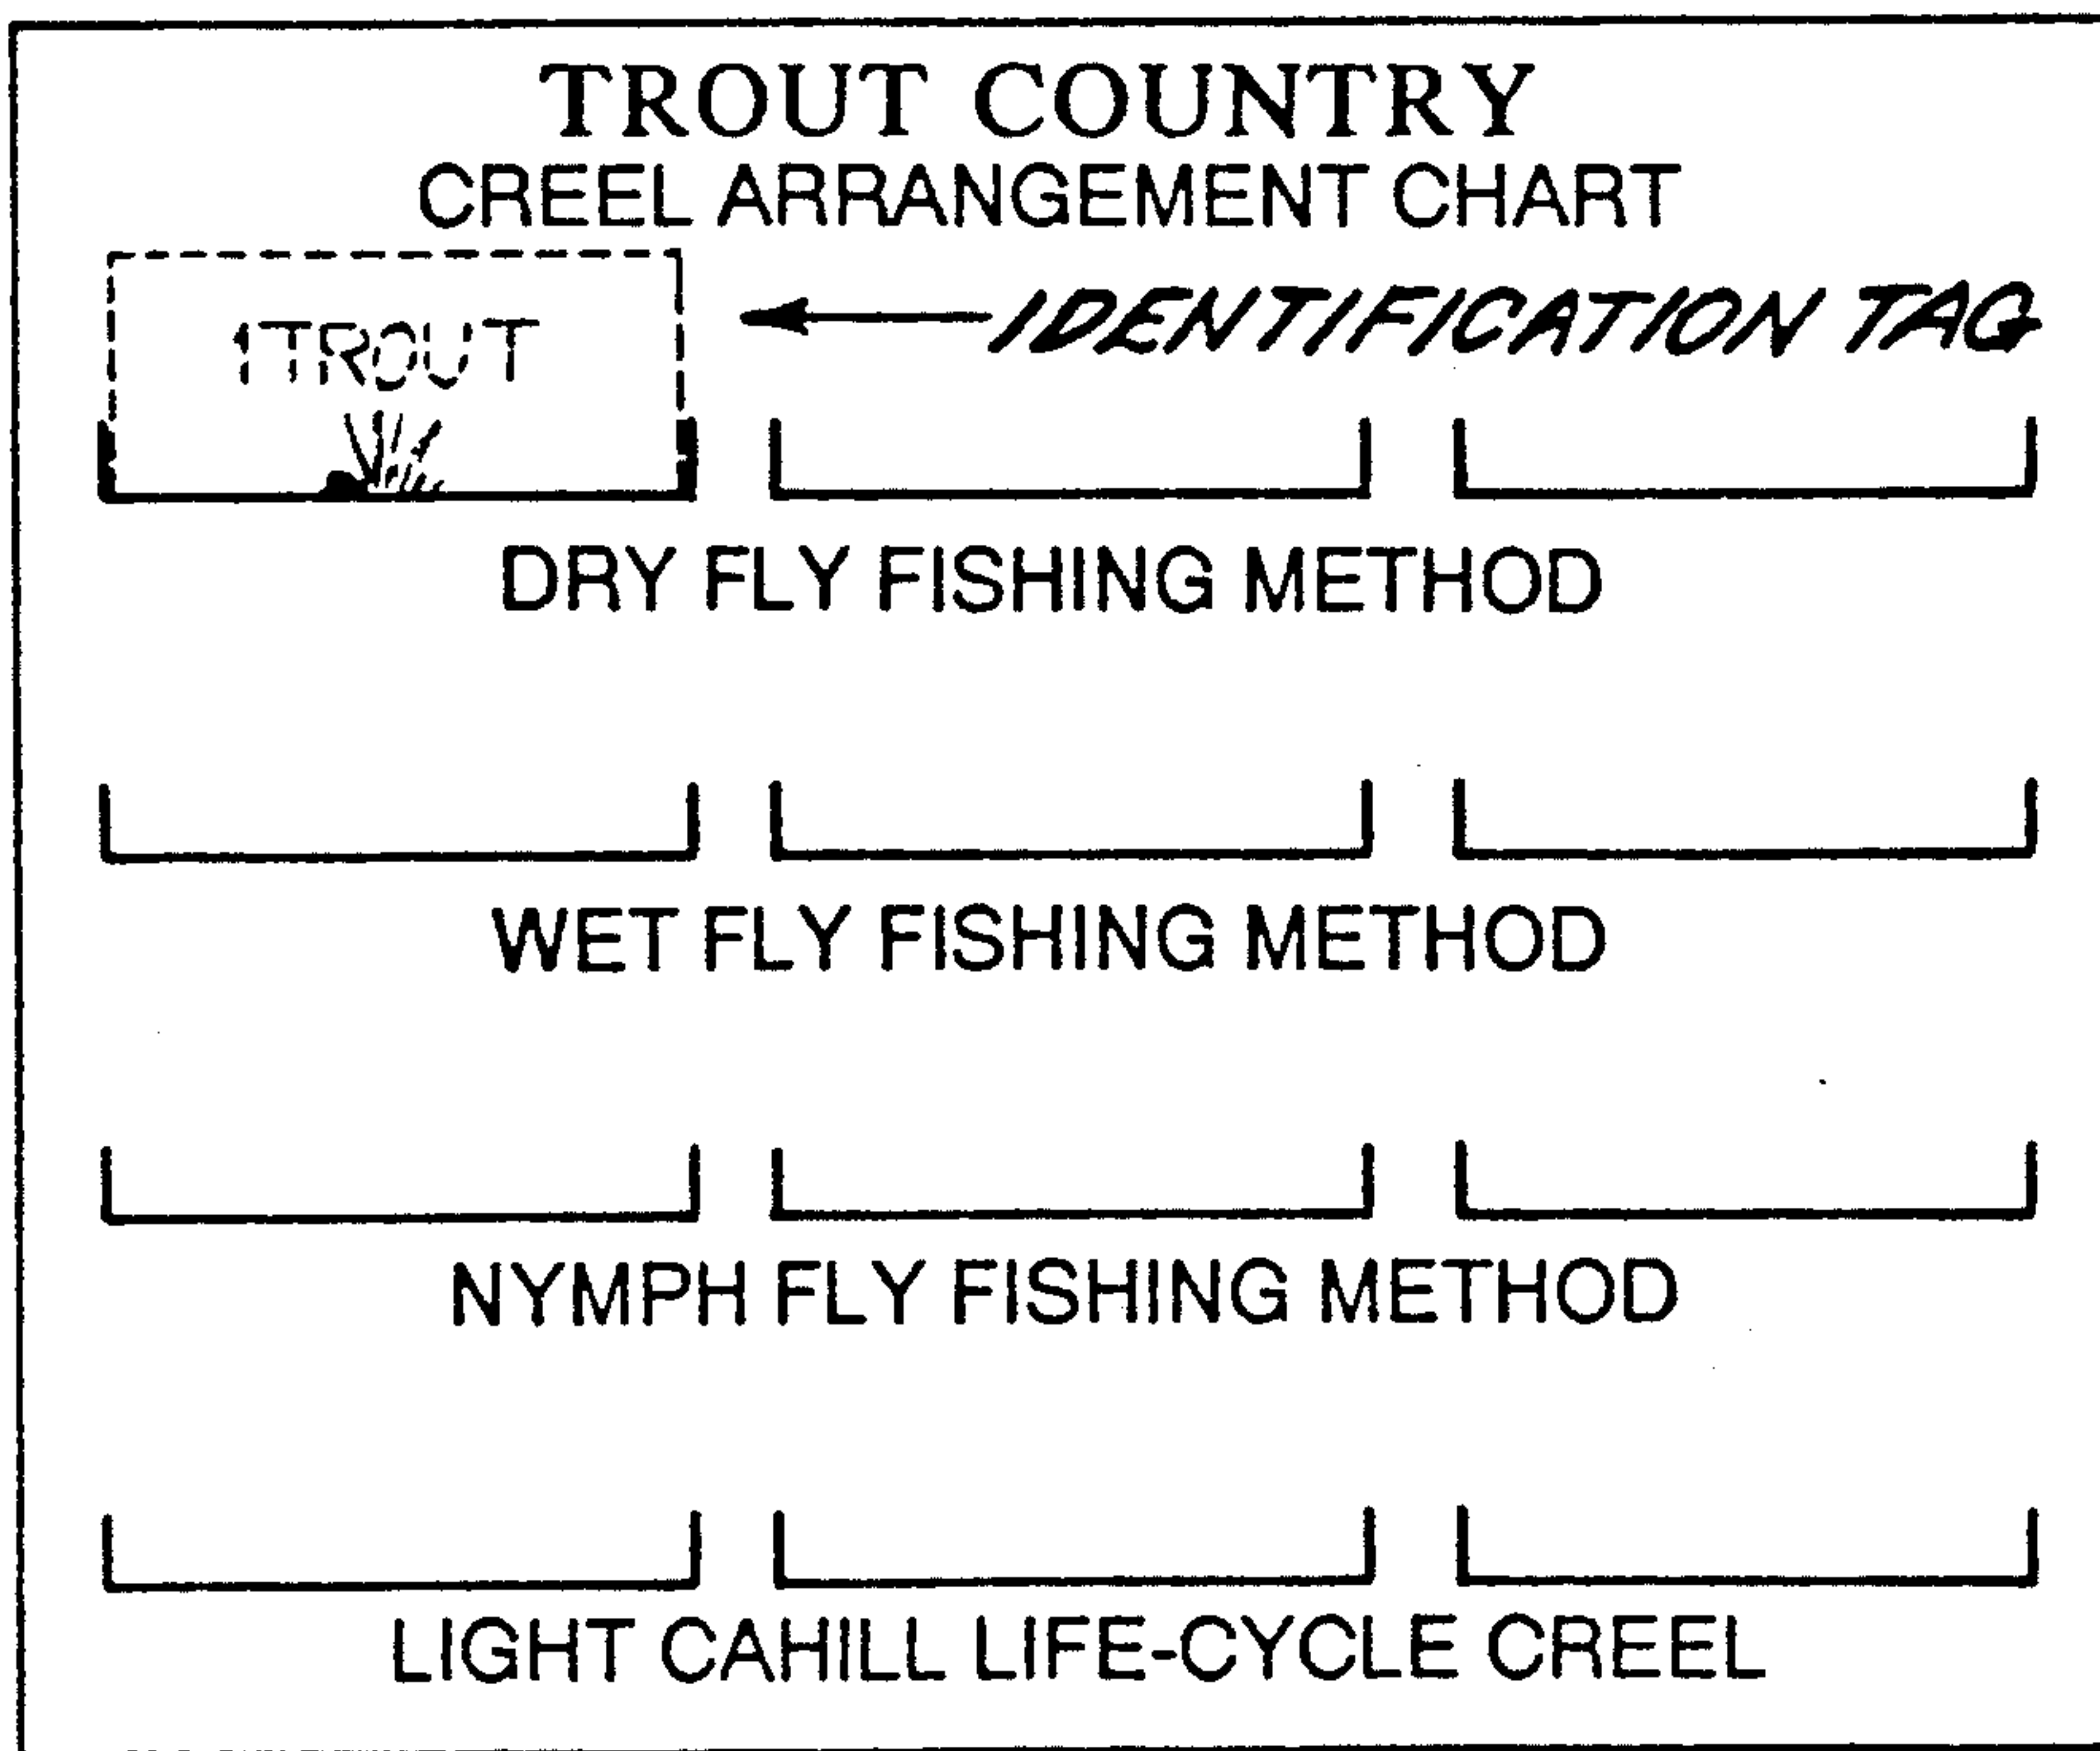 TROUT COUNTRY
CREEL ARRANGEMENT CHART
IDENTIFICATION TAG
1TROUT
DRY FLY FISHING METHOD
WET FLY FISHING METHOD
NYMPH FLY FISHING METHOD
LIGHT CAHILL LIFE-CYCLE CREEL